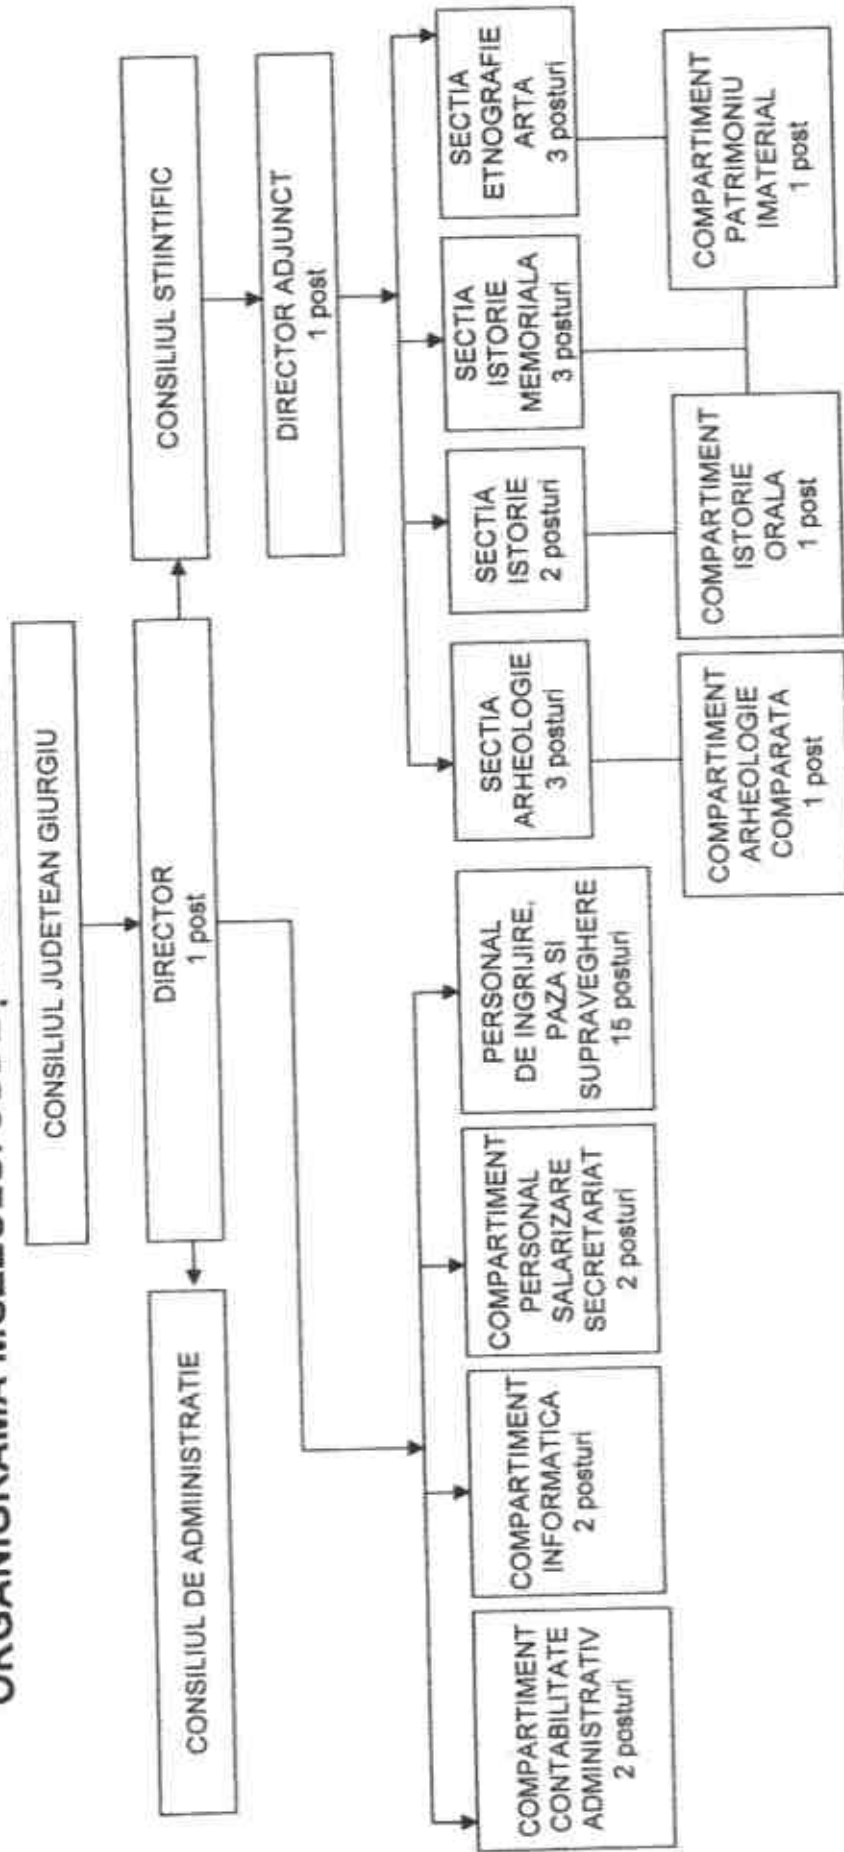 ORGANIGRAMA
CONSILIUL JUDETEAN GIURGIU
CONSILIUL DE ADMIINISTRATIE
DIRECTOR
1 post
CONSILIUL STIINTIFIC
DIRECTOR ADJUNCT
1 post
COMPARTIMENT
CONTABILITATE
ADMINISTRATIV
2 posturi
COMPARTIMENT
INFORMATICA
2 posturi
COMPARTIMENT
PERSONAL
SALARIZARE
SECRETARIAT
2 posturi
PERSONAL
DE INGRIJIRE,
PAZA SI
SUPRAVEGHERE
15 posturi
SECTIA
ARHEOLOGIE
3 posturi
SECTIA
ISTORIE
2 posturi
SECTIA
ISTORIE
MEMORIALA
3 posturi
SECTIA
ETNOGRAFIE
ARTA
3 posturi
COMPARTIMENT
ARHEOLOGIE
COMPARATA
1 post
COMPARTIMENT
ISTORIE
ORALA
1 post
COMPARTIMENT
PATRIMONIU
IMATERIAL
1 post